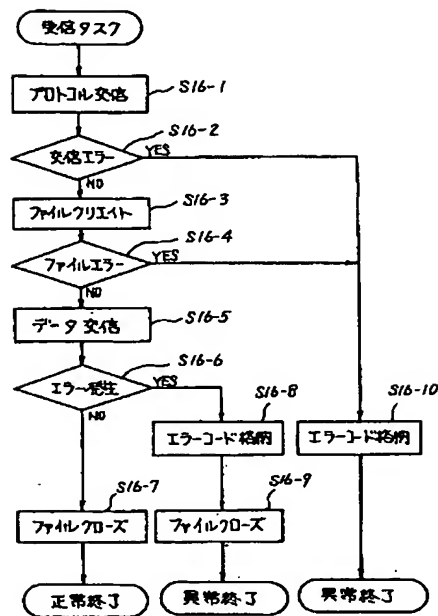 受信タスク
S16-1
プロトコル交信
S16-2
交信エラー
YES
NO
S16-3
ファイルクリエイト
S16-4
ファイルエラー
YES
NO
データ交信
S16-5
S16-6
エラー発生
YES
NO
S16-8
S16-10
エラーコード格納
エラーコード格納
S16-7
S16-9
ファイルクローズ
ファイルクローズ
正常終了
異常終了
異常終了